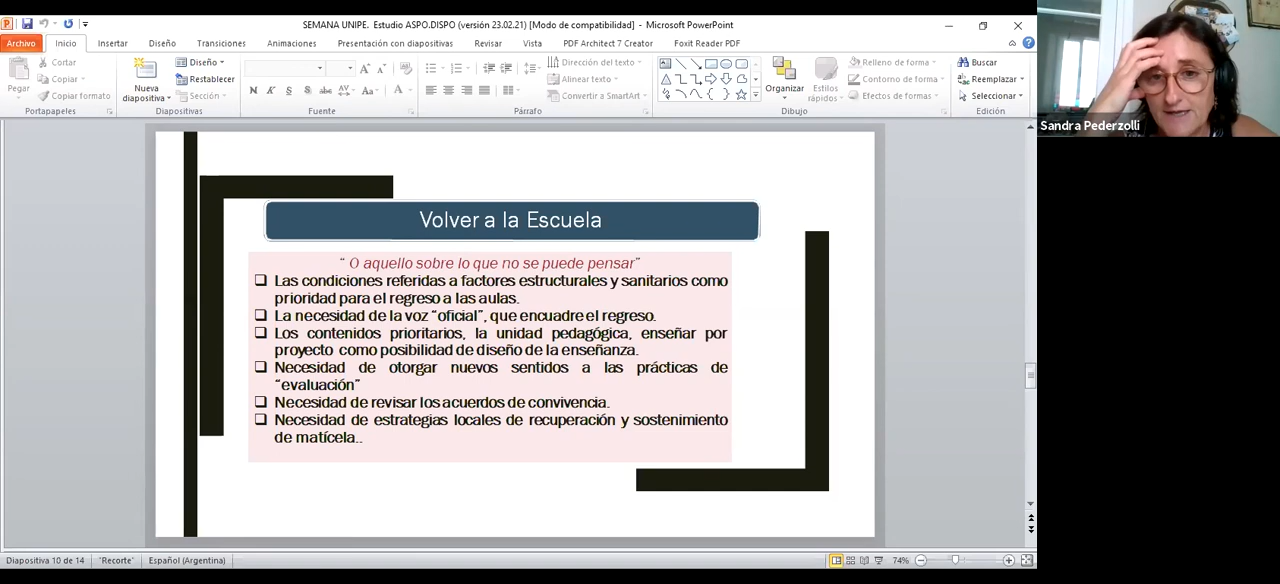 SEMANA UNIPE. Estudio ASPO.DISPO (versión 23.02.21) [Modo de compatibilidad] - Microsoft PowerPoint
Archivo Inicio Insertar Diseño Transiciones Animaciones Presentación con diapositivas Revisar Vista PDF Architect 7 Creator Foxit Reader PDF
Pegar
Cortar
Copiar
Copiar formato
Portapapeles
Nueva
diapositiva
Diseño
Restablecer
Sección
Diapositivas
N K S S abc AV Aa A
Fuente
Dirección del texto
Alinear texto
Convertir a SmartArt
Párrafo
Organizar
Estilos
rápidos
Relleno de forma
Contorno de forma
Efectos de formas
Dibujo
Buscar
Reemplazar
Seleccionar
Edición
Sandra Pederzolli
Volver a la Escuela
“ O aquello sobre lo que no se puede pensar”
Las condiciones referidas a factores estructurales y sanitarios como
prioridad para el regreso a las aulas.
La necesidad de la voz “oficial”, que encuadre el regreso.
Los contenidos prioritarios, la unidad pedagógica, enseñar por
proyecto como posibilidad de diseño de la enseñanza.
Necesidad de otorgar nuevos sentidos a las prácticas de
“evaluación”
Necesidad de revisar los acuerdos de convivencia.
Necesidad de estrategias locales de recuperación y sostenimiento
de matícela..
Diapositiva 10 de 14 "Recorte" Español (Argentina) 74%